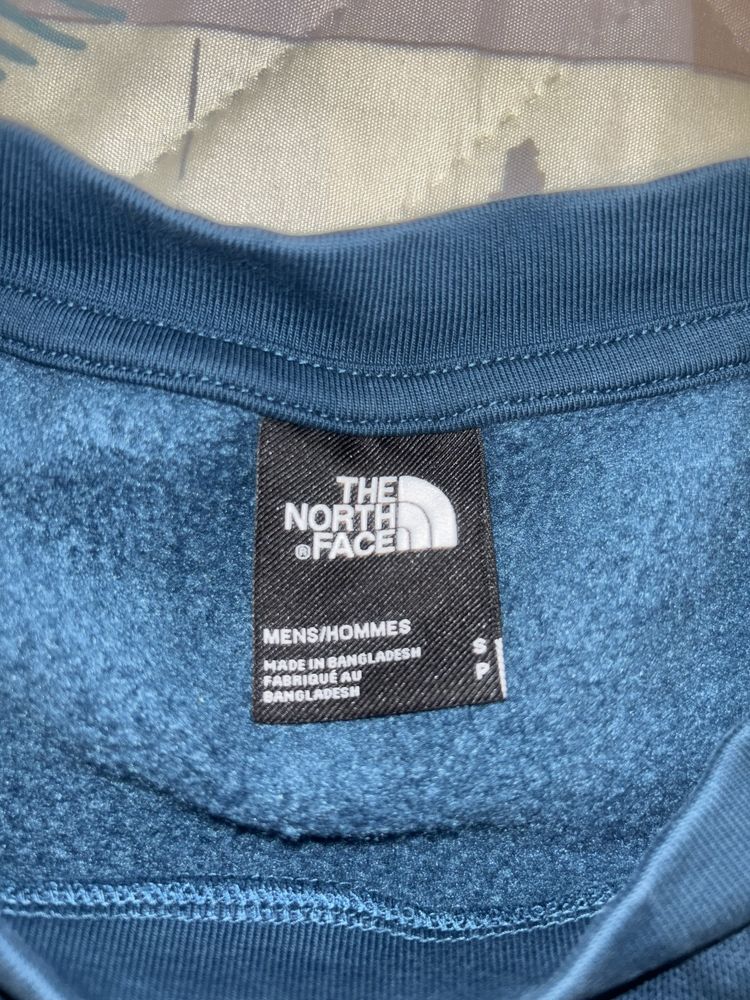 THE
NORTH
®FACE
MENS/HOMMES
MADE IN BANGLADESH
FABRIQUÉ AU
BANGLADESH
S
P